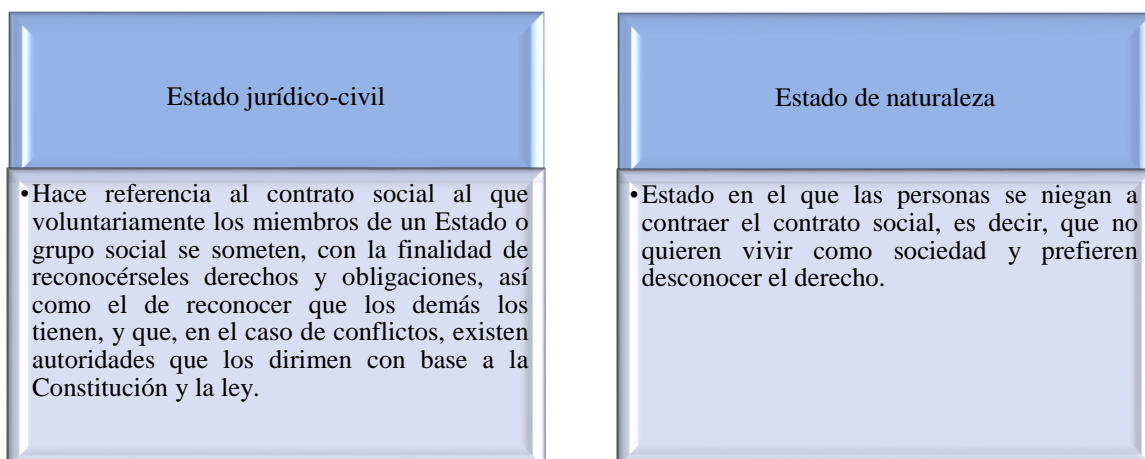 Estado jurídico-civil
•Hace referencia al contrato social al que
voluntariamente los miembros de un Estado o
grupo social se someten, con la finalidad de
reconocérseles derechos y obligaciones, así
como el de reconocer que los demás los
tienen, y que, en el caso de conflictos, existen
autoridades que los dirimen con base a la
Constitución y la ley.
Estado de naturaleza
•Estado en el que las personas se niegan a
contraer el contrato social, es decir, que no
quieren vivir como sociedad y prefieren
desconocer el derecho.